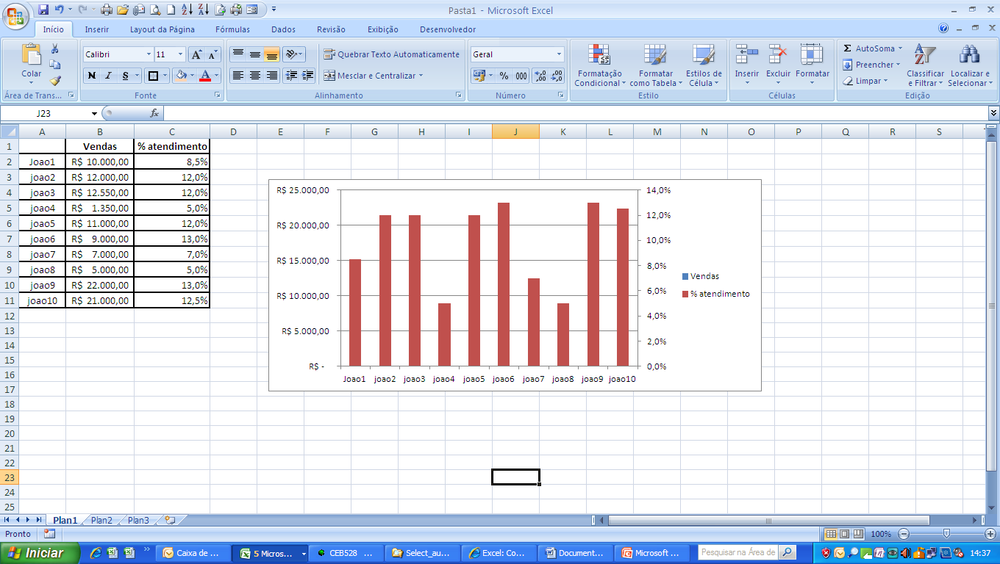 Pasta1 - Microsoft Excel
Início Inserir Layout da Página Fórmulas Dados Revisão Exibição Desenvolvedor
Colar
Calibri 11
Quebrar Texto Automaticamente
Geral
Formatação Condicional
Formatar como Tabela
Estilos de Célula
Inserir Excluir Formatar
Σ AutoSoma
Preencher
Limpar
Classificar e Filtrar
Localizar e Selecionar
N I S
A
Mesclar e Centralizar
% 000
Área de Trans... Fonte Alinhamento Número Estilo Células Edição
J23 fx
A B C D E F G H I J K L M N O P Q R S
1 Vendas % atendimento
2 Joao1 R$ 10.000,00 8,5%
3 joao2 R$ 12.000,00 12,0%
4 joao3 R$ 12.550,00 12,0%
5 joao4 R$ 1.350,00 5,0%
6 joao5 R$ 11.000,00 12,0%
7 joao6 R$ 9.000,00 13,0%
8 joao7 R$ 7.000,00 7,0%
9 joao8 R$ 5.000,00 5,0%
10 joao9 R$ 22.000,00 13,0%
11 joao10 R$ 21.000,00 12,5%
12
13
14
15
16
17
18
19
20
21
22
23
24
25
R$ 25.000,00
R$ 20.000,00
R$ 15.000,00
R$ 10.000,00
R$ 5.000,00
R$ -
14,0%
12,0%
10,0%
8,0%
6,0%
4,0%
2,0%
0,0%
Joao1 joao2 joao3 joao4 joao5 joao6 joao7 joao8 joao9 joao10
Vendas
% atendimento
Plan1 Plan2 Plan3
Pronto 100%
Iniciar Caixa de ... 5 Micros... CEB528 ... Select_au... Excel: Co... Document... Microsoft ... Pesquisar na Área de 14:37